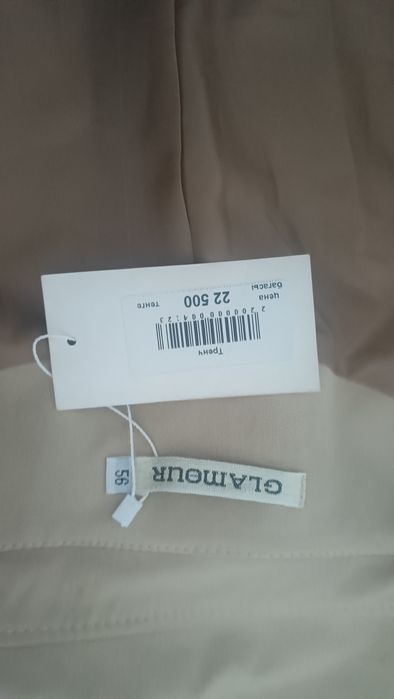 Тренч
цена
багасы
22 500
тенге
GLAMOUR
56